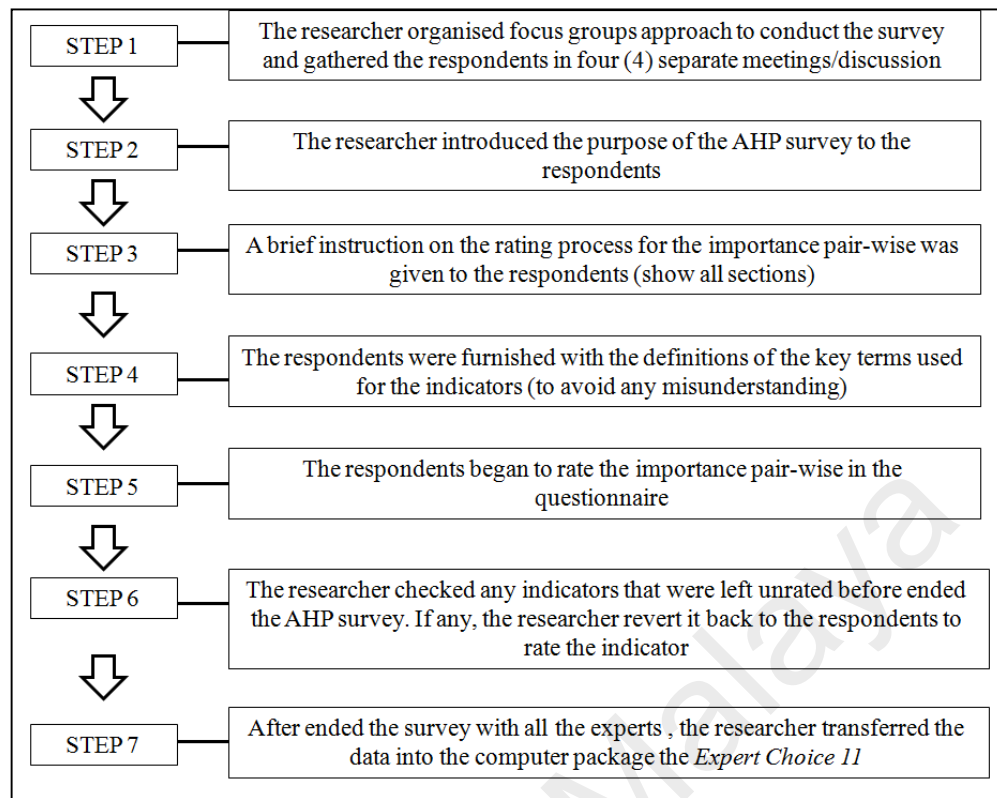 STEP 1
The researcher organised focus groups approach to conduct the survey
and gathered the respondents in four (4) separate meetings/discussion
STEP 2
The researcher introduced the purpose of the AHP survey to the
respondents
STEP 3
A brief instruction on the rating process for the importance pair-wise was
given to the respondents (show all sections)
STEP 4
The respondents were furnished with the definitions of the key terms used
for the indicators (to avoid any misunderstanding)
STEP 5
The respondents began to rate the importance pair-wise in the
questionnaire
STEP 6
The researcher checked any indicators that were left unrated before ended
the AHP survey. If any, the researcher revert it back to the respondents to
rate the indicator
STEP 7
After ended the survey with all the experts , the researcher transferred the
data into the computer package the Expert Choice 11
Malaya